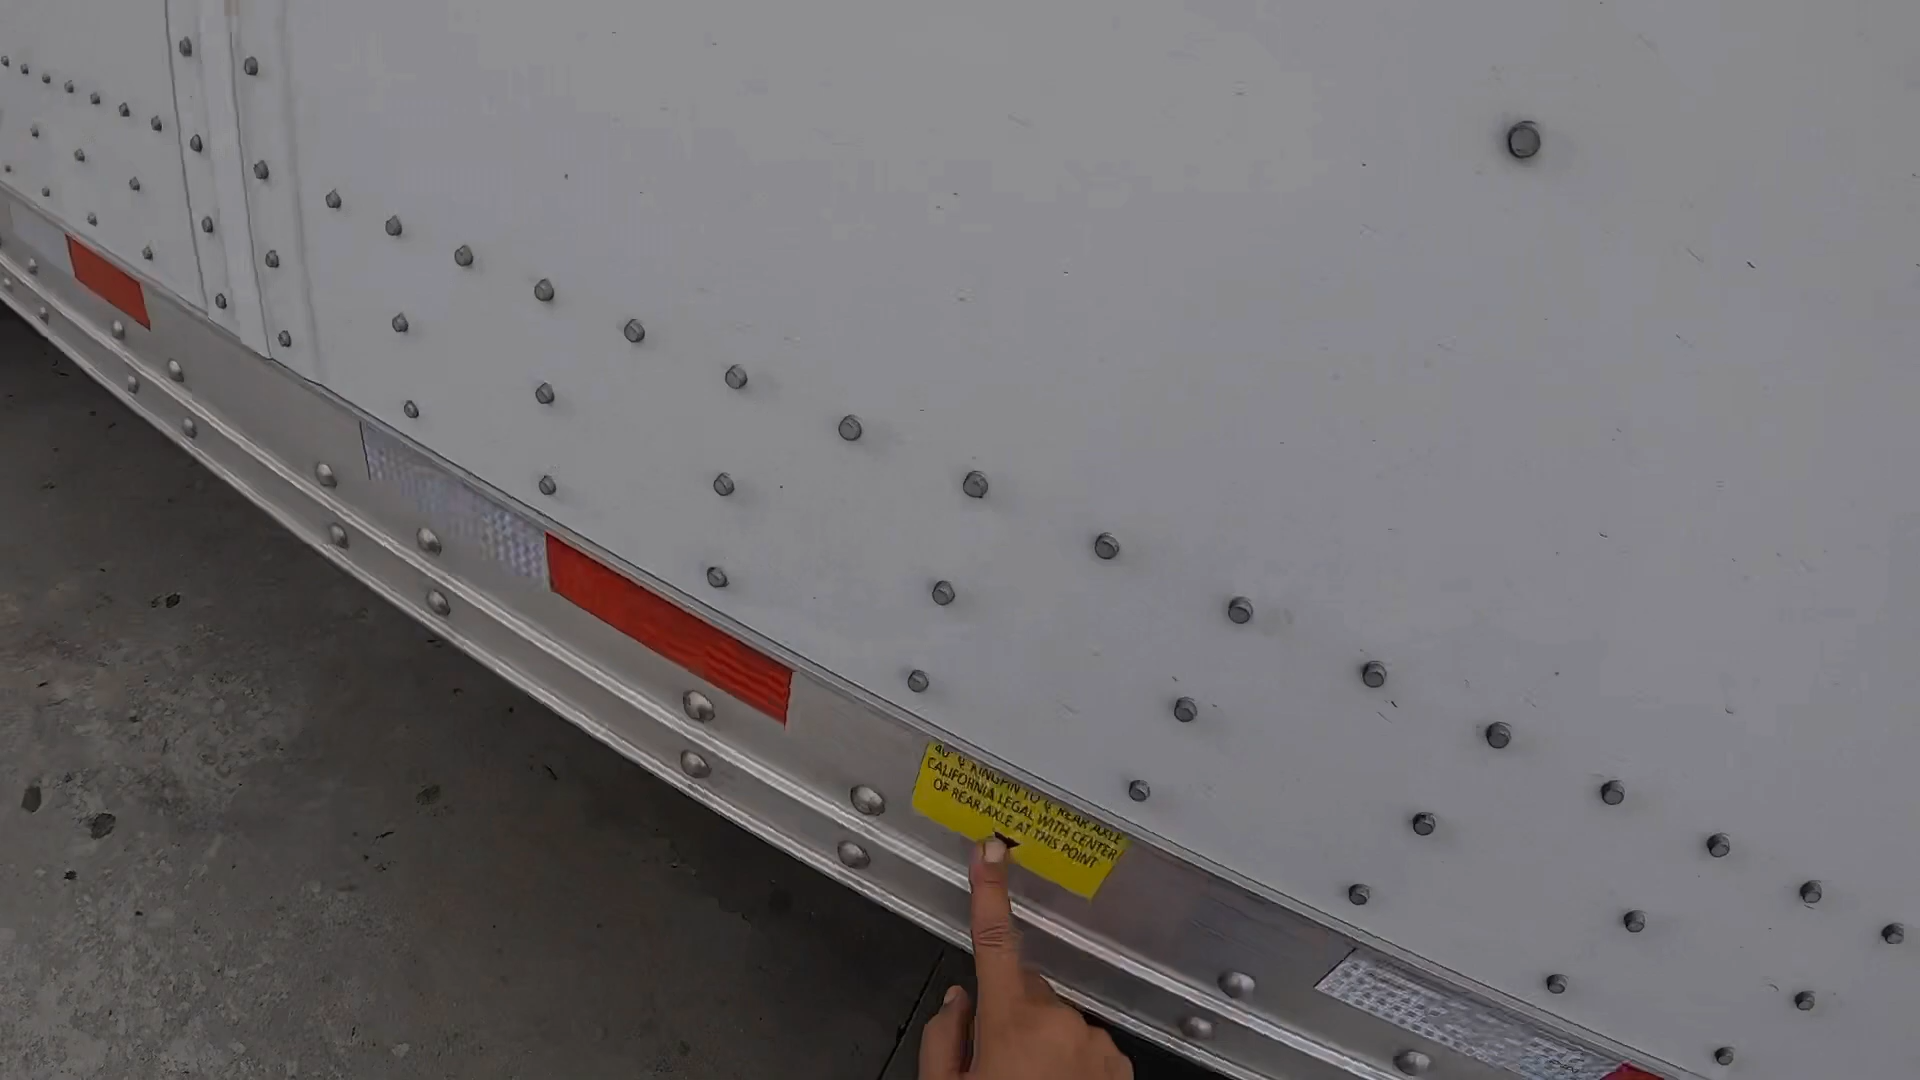 40' ℄ KINGPIN TO ℄ REAR AXLE
CALIFORNIA LEGAL WITH CENTER
OF REAR AXLE AT THIS POINT